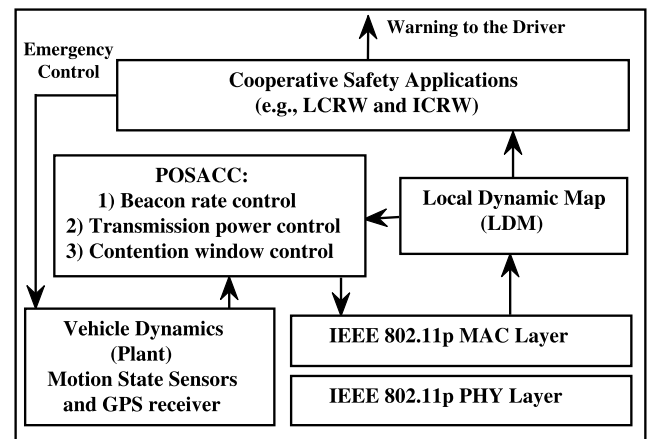 Warning to the Driver
Emergency
Control
Cooperative Safety Applications
(e.g., LCRW and ICRW)
POSACC:
1) Beacon rate control
2) Transmission power control
3) Contention window control
Local Dynamic Map
(LDM)
Vehicle Dynamics
(Plant)
Motion State Sensors
and GPS receiver
IEEE 802.11p MAC Layer
IEEE 802.11p PHY Layer